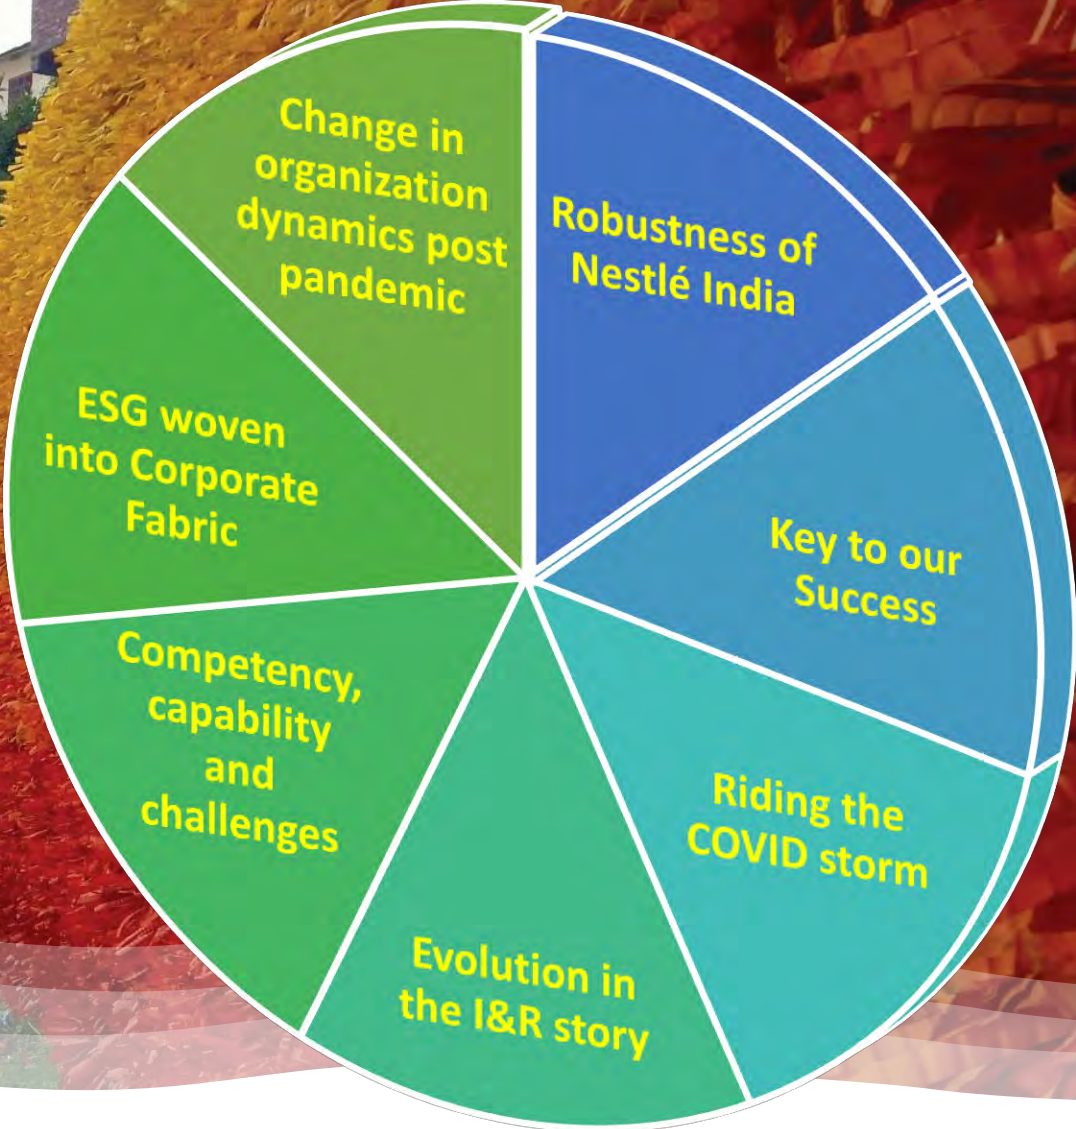 Change in
organization
dynamics post
pandemic
Robustness of
Nestlé India
Key to our
Success
Riding the
COVID storm
Evolution in
the I&R story
Competency,
capability
and
challenges
ESG woven
into Corporate
Fabric